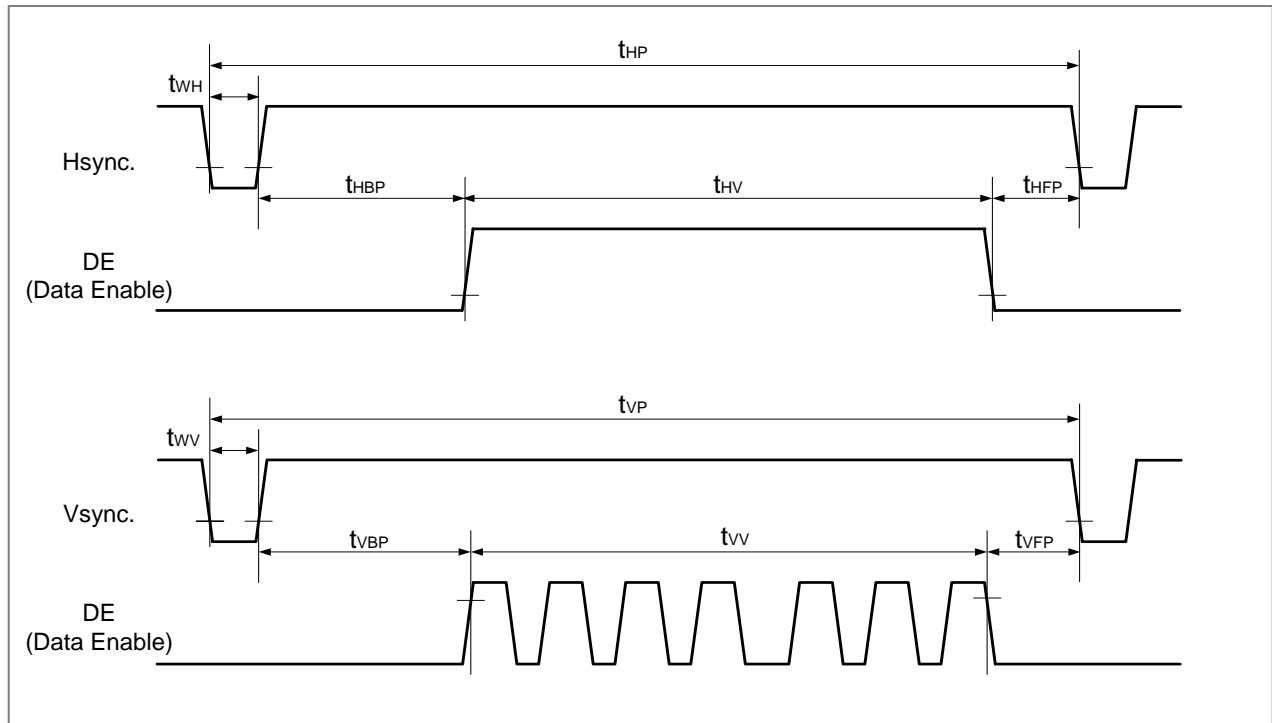 tHP
tWH
Hsync.
tHBP
tHV
tHFP
DE
(Data Enable)
tVP
tWV
Vsync.
tVBP
tVV
tVFP
DE
(Data Enable)